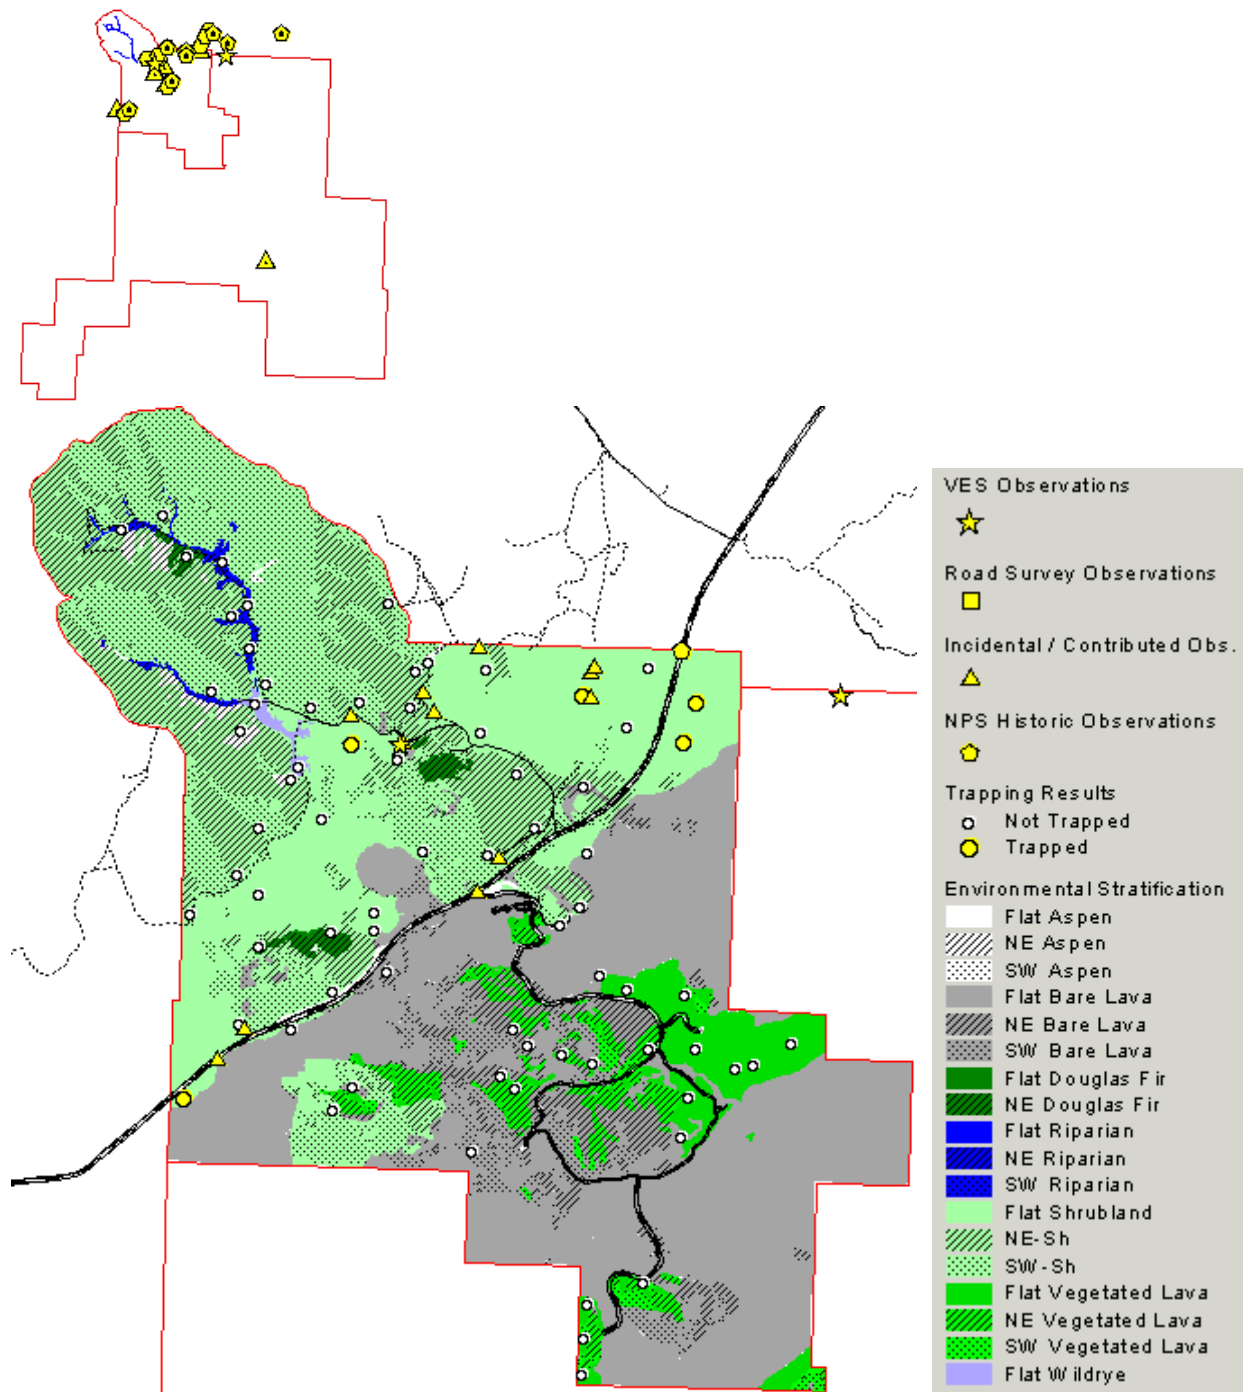 VES Observations
Road Survey Observations
Incidental / Contributed Obs.
NPS Historic Observations
Trapping Results
Not Trapped
Trapped
Environmental Stratification
Flat Aspen
NE Aspen
SW Aspen
Flat Bare Lava
NE Bare Lava
SW Bare Lava
Flat Douglas Fir
NE Douglas Fir
Flat Riparian
NE Riparian
SW Riparian
Flat Shrubland
NE-Sh
SW-Sh
Flat Vegetated Lava
NE Vegetated Lava
SW Vegetated Lava
Flat Wildrye